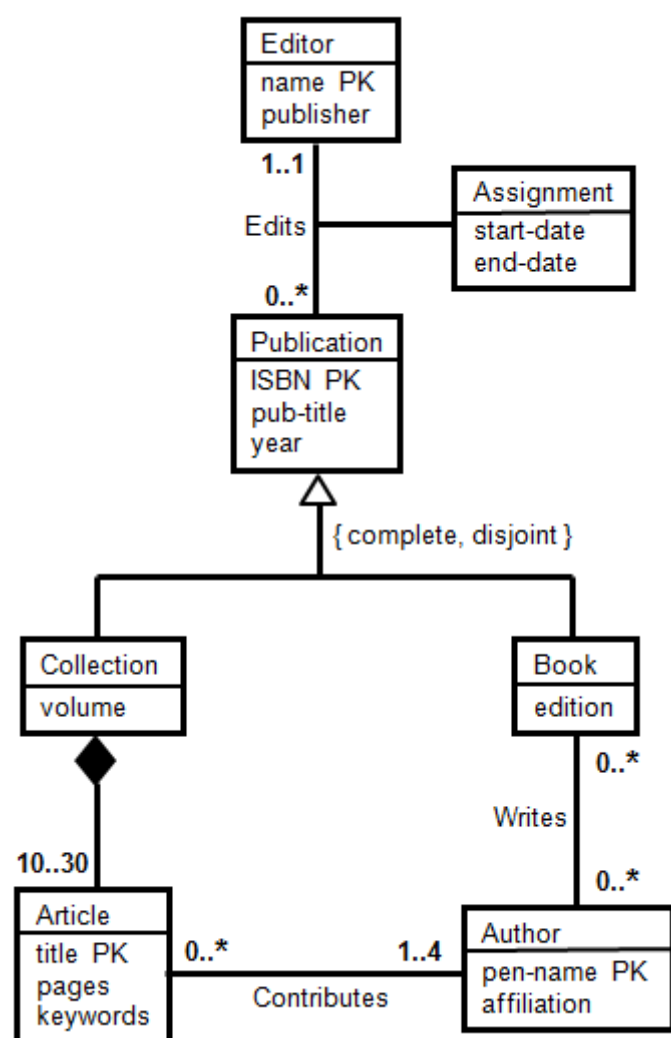 Editor
name PK
publisher
1..1
Assignment
start-date
end-date
Edits
0..*
Publication
ISBN PK
pub-title
year
{ complete, disjoint }
Collection
volume
Book
edition
0..*
Writes
10..30
0..*
Article
title PK
pages
keywords
0..*
1..4
Contributes
Author
pen-name PK
affiliation